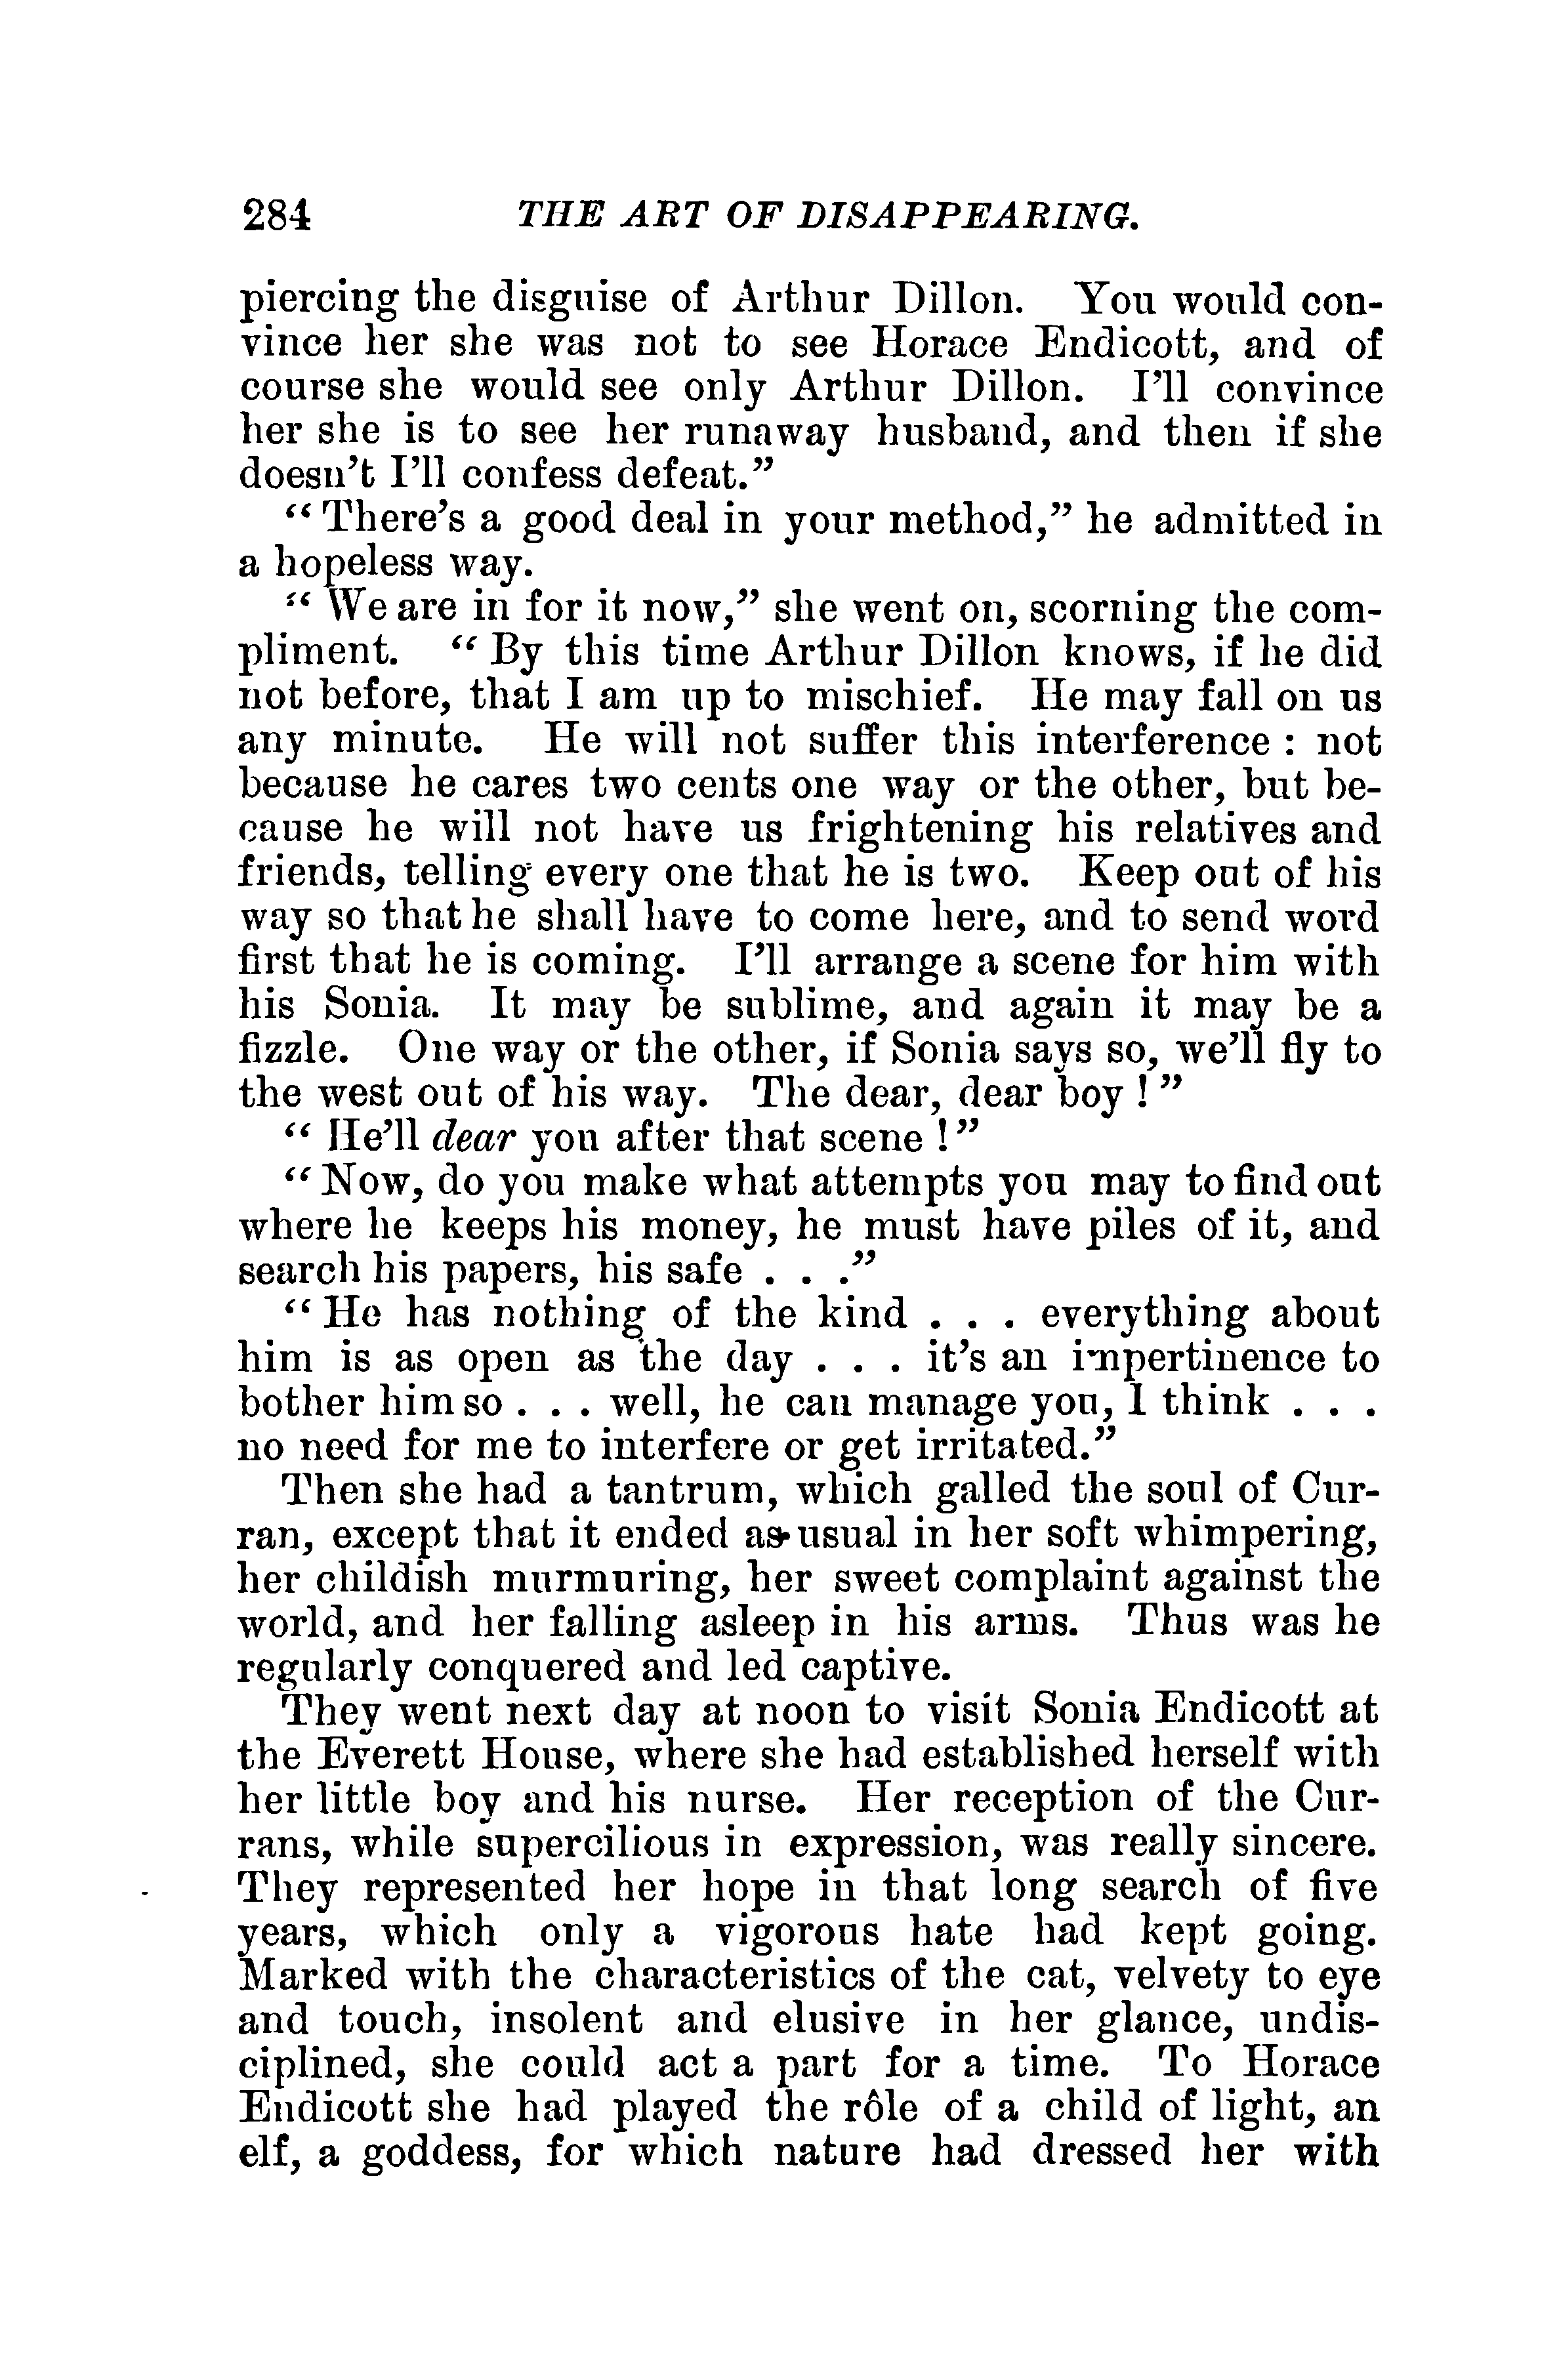 284 THE ART OF DISAPPEARING.
piercing the disguise of Arthur Dillon. You would con-
vince her she was not to see Horace Endicott, and of
course she would see only Arthur Dillon. I'll convince
her she is to see her runaway husband, and then if she
doesn't I'll confess defeat."
"There's a good deal in your method," he admitted in
a hopeless way.
"We are in for it now," she went on, scorning the com-
pliment. "By this time Arthur Dillon knows, if he did
not before, that I am up to mischief. He may fall on us
any minute. He will not suffer this interference : not
because he cares two cents one way or the other, but be-
cause he will not have us frightening his relatives and
friends, telling every one that he is two. Keep out of his
way so that he shall have to come here, and to send word
first that he is coming. I'll arrange a scene for him with
his Sonia. It may be sublime, and again it may be a
fizzle. One way or the other, if Sonia says so, we'll fly to
the west out of his way. The dear, dear boy ! "
" He'll dear you after that scene ! "
"Now, do you make what attempts you may to find out
where he keeps his money, he must have piles of it, and
search his papers, his safe . . ."
"He has nothing of the kind . . . everything about
him is as open as the day . . . it's an impertinence to
bother him so . . . well, he can manage you, I think . . .
no need for me to interfere or get irritated."
Then she had a tantrum, which galled the soul of Cur-
ran, except that it ended as usual in her soft whimpering,
her childish murmuring, her sweet complaint against the
world, and her falling asleep in his arms. Thus was he
regularly conquered and led captive.
They went next day at noon to visit Sonia Endicott at
the Everett House, where she had established herself with
her little boy and his nurse. Her reception of the Cur-
rans, while supercilious in expression, was really sincere.
They represented her hope in that long search of five
years, which only a vigorous hate had kept going.
Marked with the characteristics of the cat, velvety to eye
and touch, insolent and elusive in her glance, undis-
ciplined, she could act a part for a time. To Horace
Endicott she had played the rôle of a child of light, an
elf, a goddess, for which nature had dressed her with